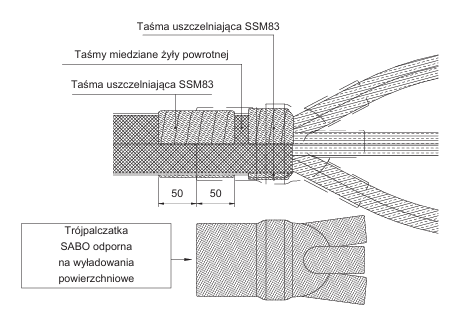 Taśma uszczelniająca SSM83
Taśmy miedziane żyły powrotnej
Taśma uszczelniająca SSM83
50
50
Trójpalczatka
SABO odporna
na wyładowania
powierzchniowe